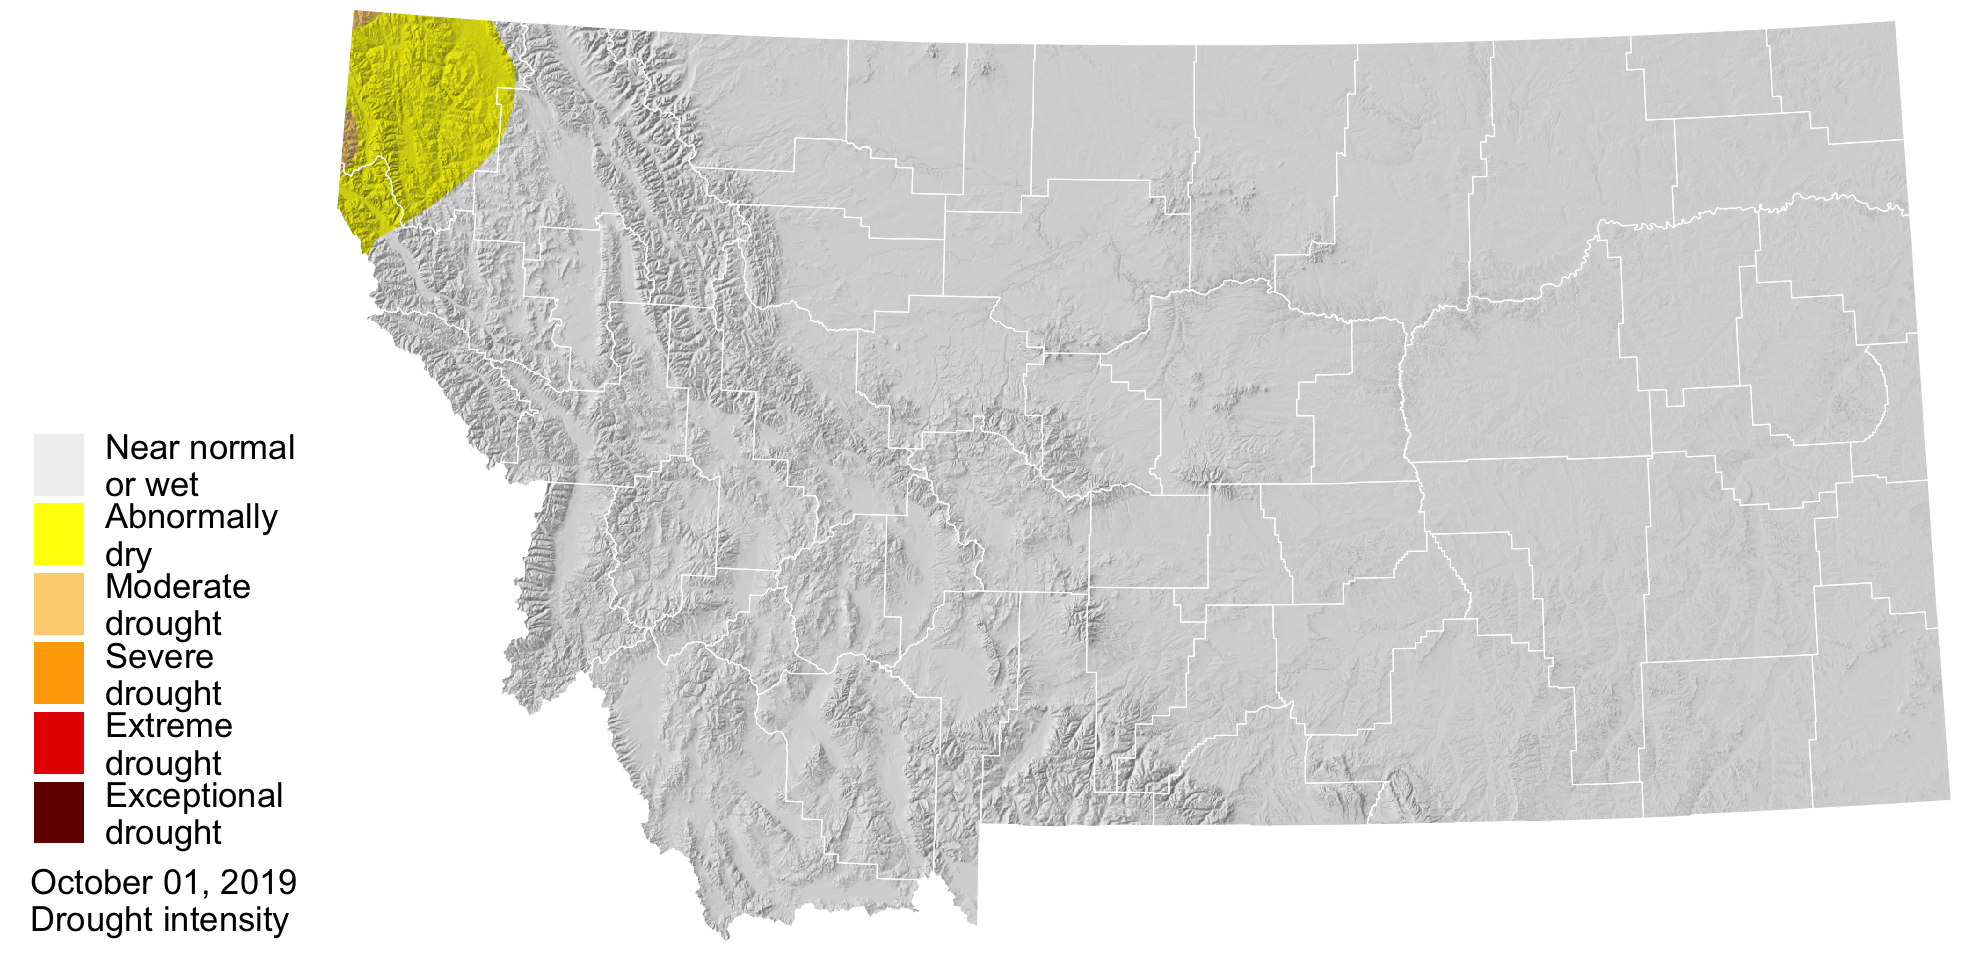 Near normal
or wet
Abnormally
dry
Moderate
drought
Severe
drought
Extreme
drought
Exceptional
drought
October 01, 2019
Drought intensity